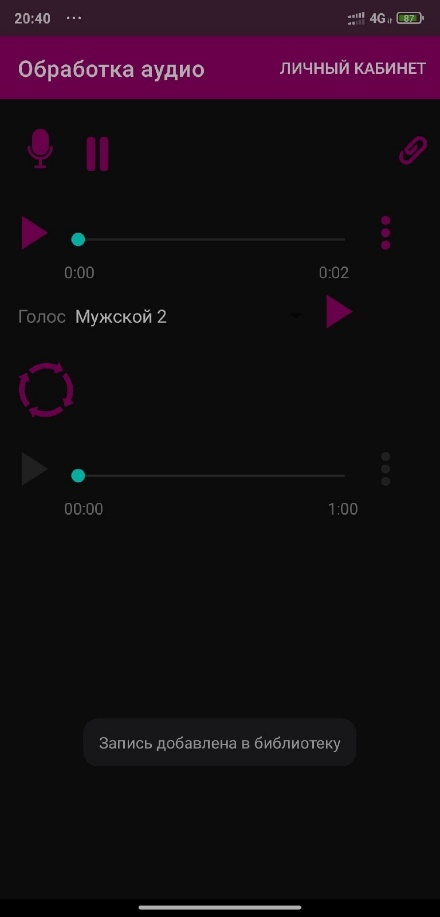 20:40 ... 4G 87
Обработка аудио ЛИЧНЫЙ КАБИНЕТ
0:00 0:02
Голос Мужской 2
00:00 1:00
Запись добавлена в библиотеку